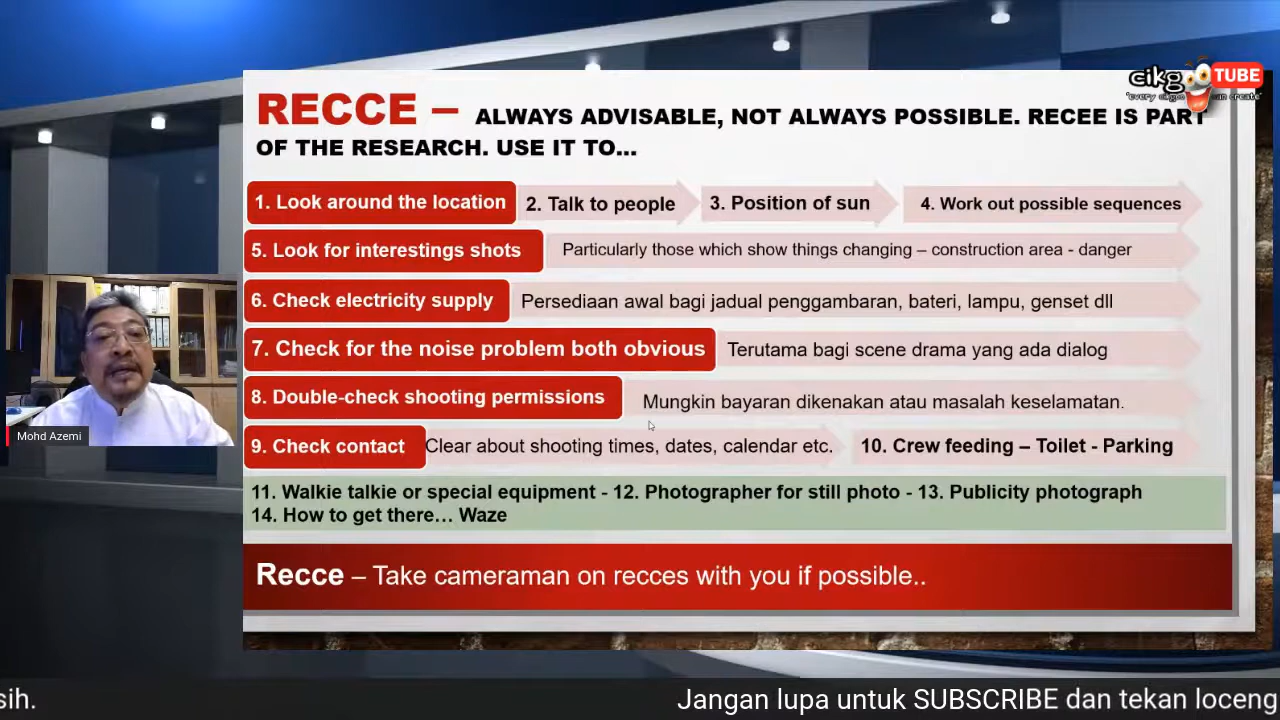 cikg TUBE
RECCE – ALWAYS ADVISABLE, NOT ALWAYS POSSIBLE. RECEE IS PART
OF THE RESEARCH. USE IT TO...
1. Look around the location
2. Talk to people
3. Position of sun
4. Work out possible sequences
5. Look for interestings shots
Particularly those which show things changing – construction area - danger
6. Check electricity supply
Persediaan awal bagi jadual penggambaran, bateri, lampu, genset dll
7. Check for the noise problem both obvious
Terutama bagi scene drama yang ada dialog
8. Double-check shooting permissions
Mungkin bayaran dikenakan atau masalah keselamatan.
9. Check contact
Clear about shooting times, dates, calendar etc.
10. Crew feeding – Toilet - Parking
11. Walkie talkie or special equipment - 12. Photographer for still photo - 13. Publicity photograph
14. How to get there… Waze
Recce – Take cameraman on recces with you if possible..
Mohd Azemi
sih.
Jangan lupa untuk SUBSCRIBE dan tekan loceng